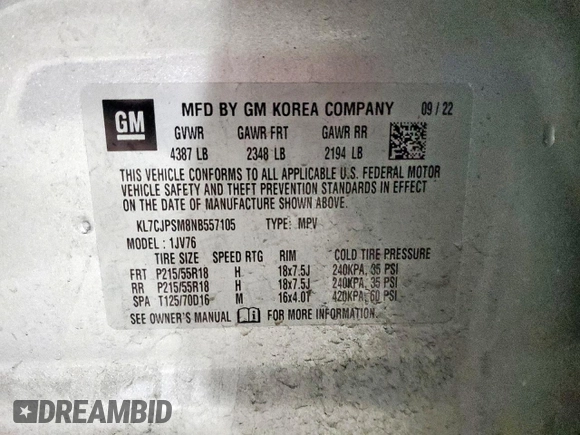 GM
MFD BY GM KOREA COMPANY 09/22
GVWR GAWR FRT GAWR RR
4387 LB 2348 LB 2194 LB
THIS VEHICLE CONFORMS TO ALL APPLICABLE U.S. FEDERAL MOTOR
VEHICLE SAFETY AND THEFT PREVENTION STANDARDS IN EFFECT
ON THE DATE OF MANUFACTURE SHOWN ABOVE.
KL7CJPSM8NB557105 TYPE: MPV
MODEL: 1JV76
TIRE SIZE SPEED RTG RIM COLD TIRE PRESSURE
FRT P215/55R18 H 18x7.5J 240KPA, 35 PSI
RR P215/55R18 H 18x7.5J 240KPA, 35 PSI
SPA T125/70D16 M 16x4.0T 420KPA, 60 PSI
SEE OWNER'S MANUAL FOR MORE INFORMATION.
DREAMBID